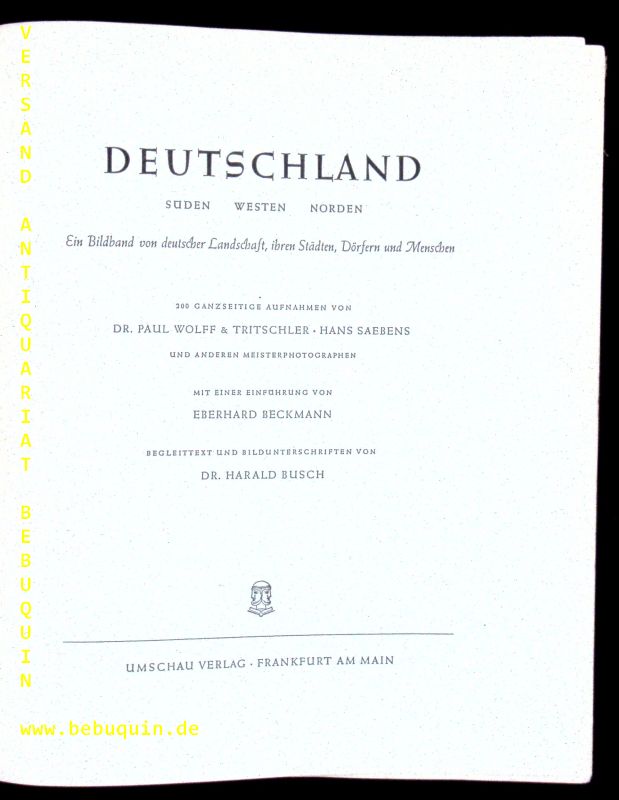 DEUTSCHLAND
SÜDEN WESTEN NORDEN
Ein Bildband von deutscher Landschaft, ihren Städten, Dörfern und Menschen
200 GANZSEITIGE AUFNAHMEN VON
DR. PAUL WOLFF & TRITSCHLER · HANS SAEBENS
UND ANDEREN MEISTERPHOTOGRAPHEN
MIT EINER EINFÜHRUNG VON
EBERHARD BECKMANN
BEGLEITTEXT UND BILDUNTERSCHRIFTEN VON
DR. HARALD BUSCH
UMSCHAU VERLAG · FRANKFURT AM MAIN
VERSAND ANTIQUARIAT BEBUQUIN
www.bebuquin.de